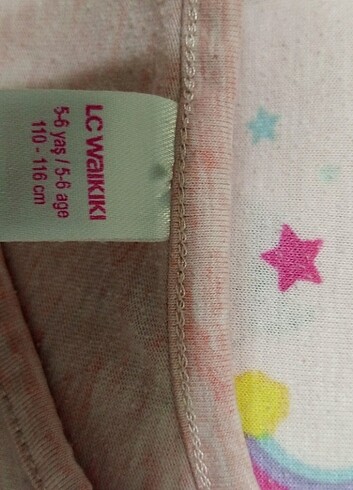 LC WAIKIKI
5-6 yaş / 5-6 age
110 - 116 cm